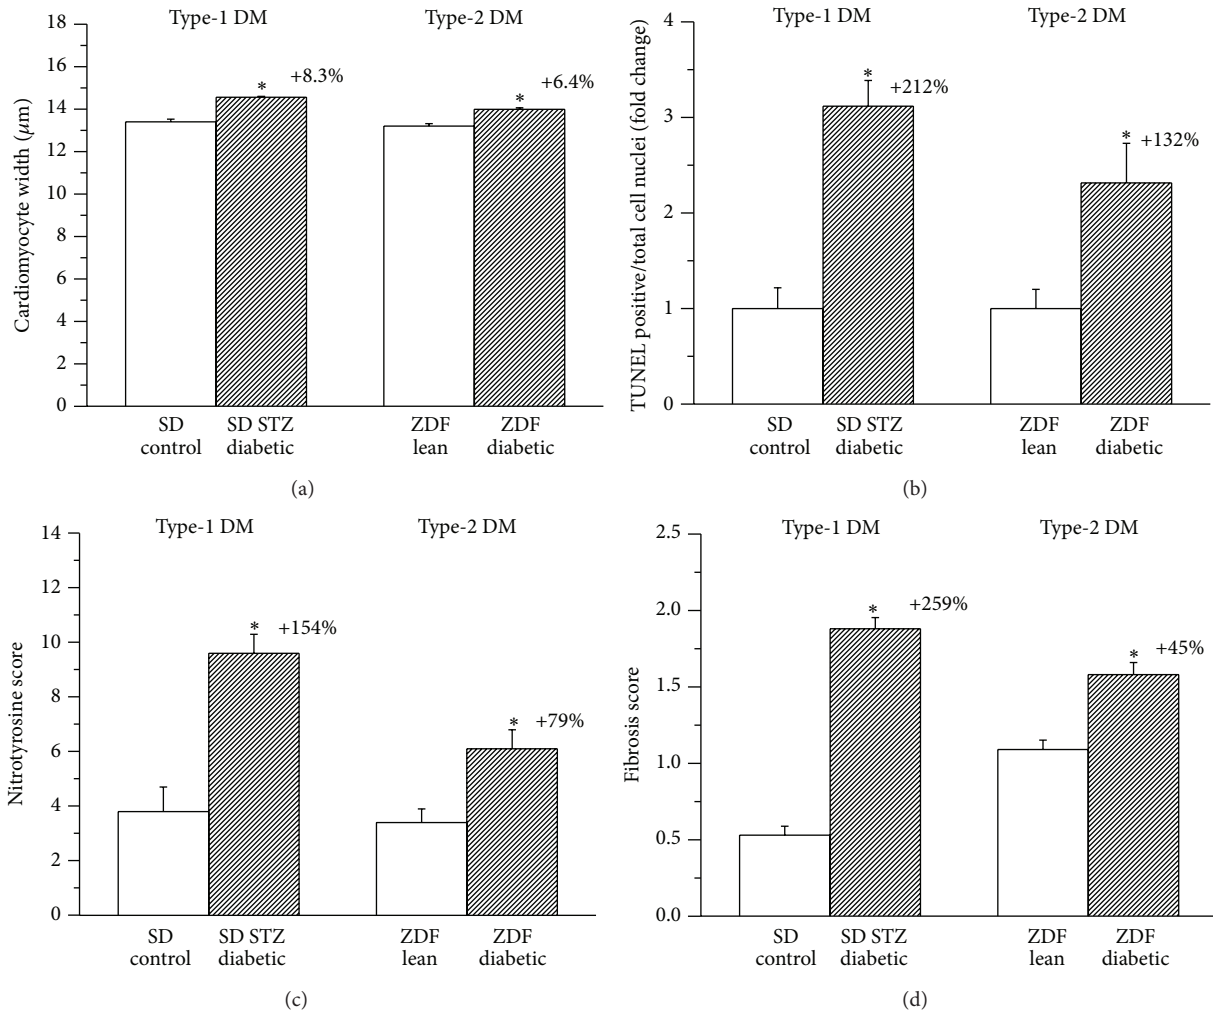 Type-1 DM
Type-2 DM
Cardiomyocyte width (μm)
18
16
14
12
10
8
6
4
2
0
*
+8.3%
*
+6.4%
SD
control
SD STZ
diabetic
ZDF
lean
ZDF
diabetic
(a)
Type-1 DM
Type-2 DM
TUNEL positive/total cell nuclei (fold change)
4
3
2
1
0
*
+212%
*
+132%
SD
control
SD STZ
diabetic
ZDF
lean
ZDF
diabetic
(b)
Type-1 DM
Type-2 DM
Nitrotyrosine score
14
12
10
8
6
4
2
0
*
+154%
*
+79%
SD
control
SD STZ
diabetic
ZDF
lean
ZDF
diabetic
(c)
Type-1 DM
Type-2 DM
Fibrosis score
2.5
2.0
1.5
1.0
0.5
0.0
*
+259%
*
+45%
SD
control
SD STZ
diabetic
ZDF
lean
ZDF
diabetic
(d)